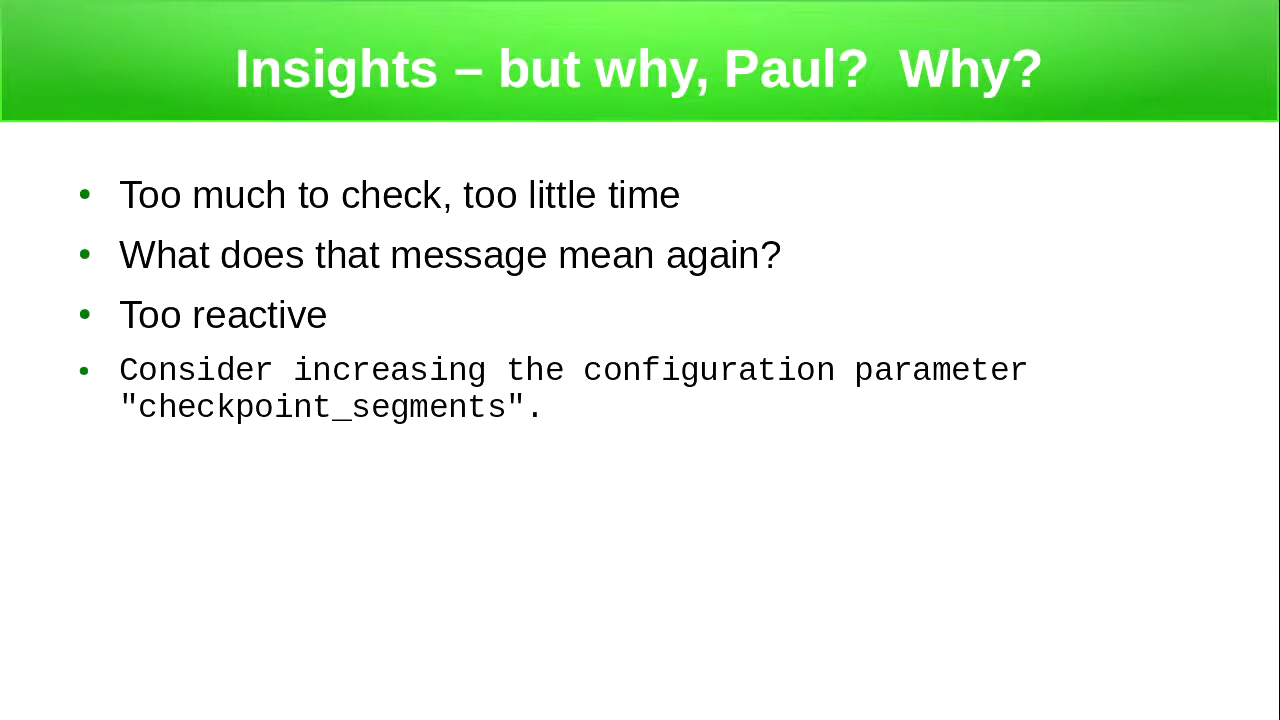 Insights – but why, Paul?  Why?
• Too much to check, too little time
• What does that message mean again?
• Too reactive
• Consider increasing the configuration parameter
"checkpoint_segments".